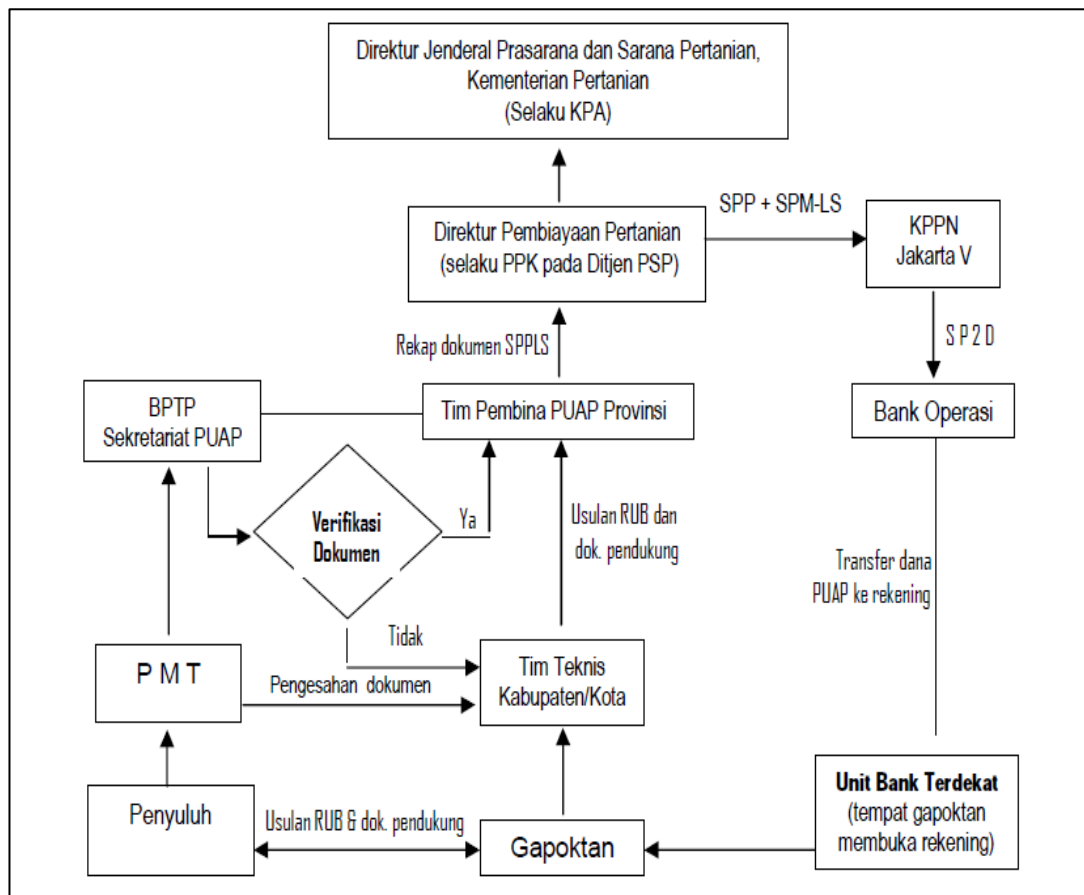 Direktur Jenderal Prasarana dan Sarana Pertanian,
Kementerian Pertanian
(Selaku KPA)
SPP + SPM-LS
Direktur Pembiayaan Pertanian
(selaku PPK pada Ditjen PSP)
KPPN
Jakarta V
Rekap dokumen SPPLS
S P 2 D
BPTP
Sekretariat PUAP
Tim Pembina PUAP Provinsi
Bank Operasi
Verifikasi
Dokumen
Ya
Usulan RUB dan
dok. pendukung
Transfer dana
PUAP ke rekening
Tidak
P M T
Pengesahan dokumen
Tim Teknis
Kabupaten/Kota
Penyuluh
Usulan RUB & dok. pendukung
Gapoktan
Unit Bank Terdekat
(tempat gapoktan
membuka rekening)